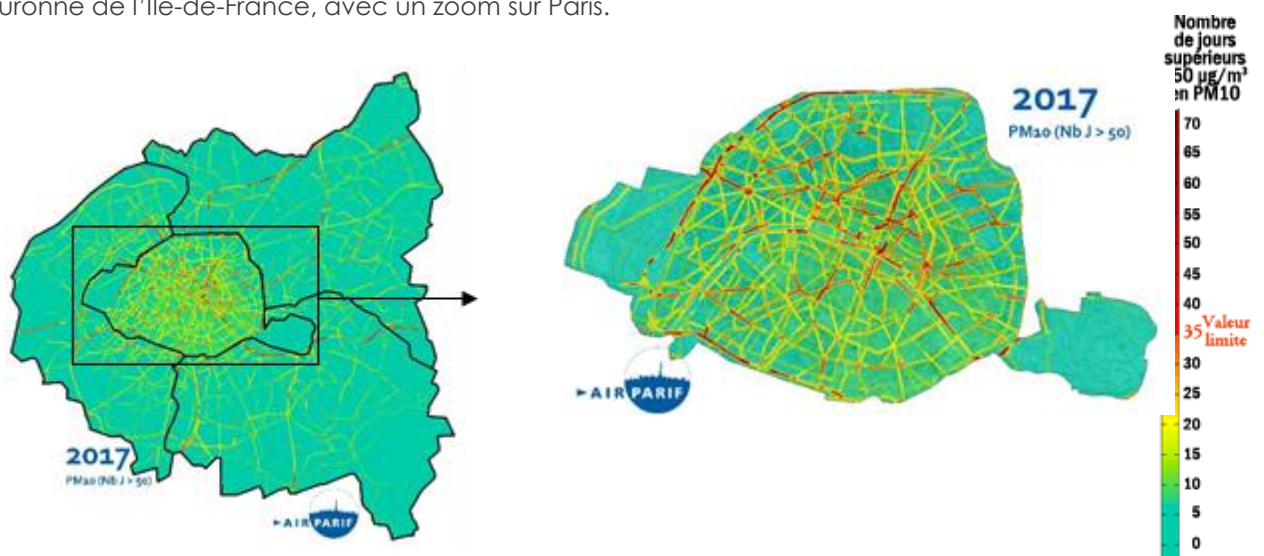 uronne de l'Île-de-France, avec un zoom sur Paris.
2017
PM10 (Nb J > 50)
AIRPARIF
2017
PM10 (Nb J > 50)
AIRPARIF
Nombre
de jours
supérieurs
50 µg/m³
en PM10
70
65
60
55
50
45
40
35 Valeur
limite
30
25
20
15
10
5
0